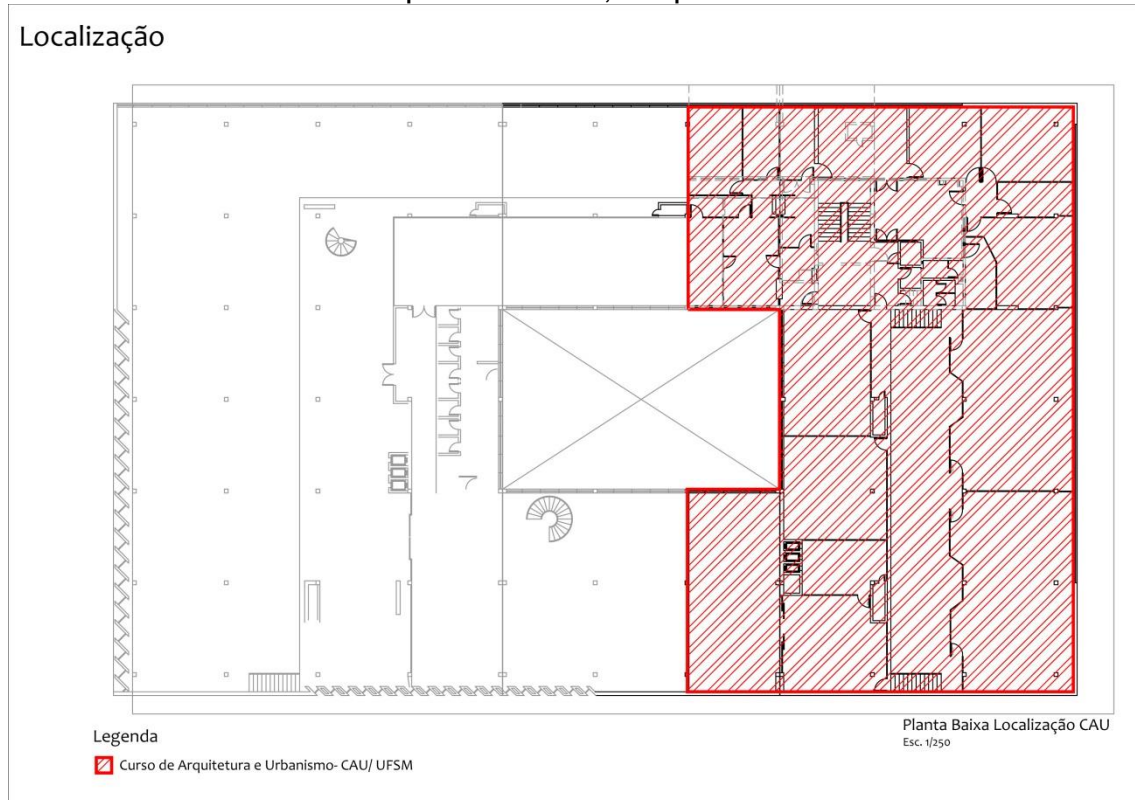 Localização
Planta Baixa Localização CAU
Esc. 1/250
Legenda
Curso de Arquitetura e Urbanismo- CAU/ UFSM